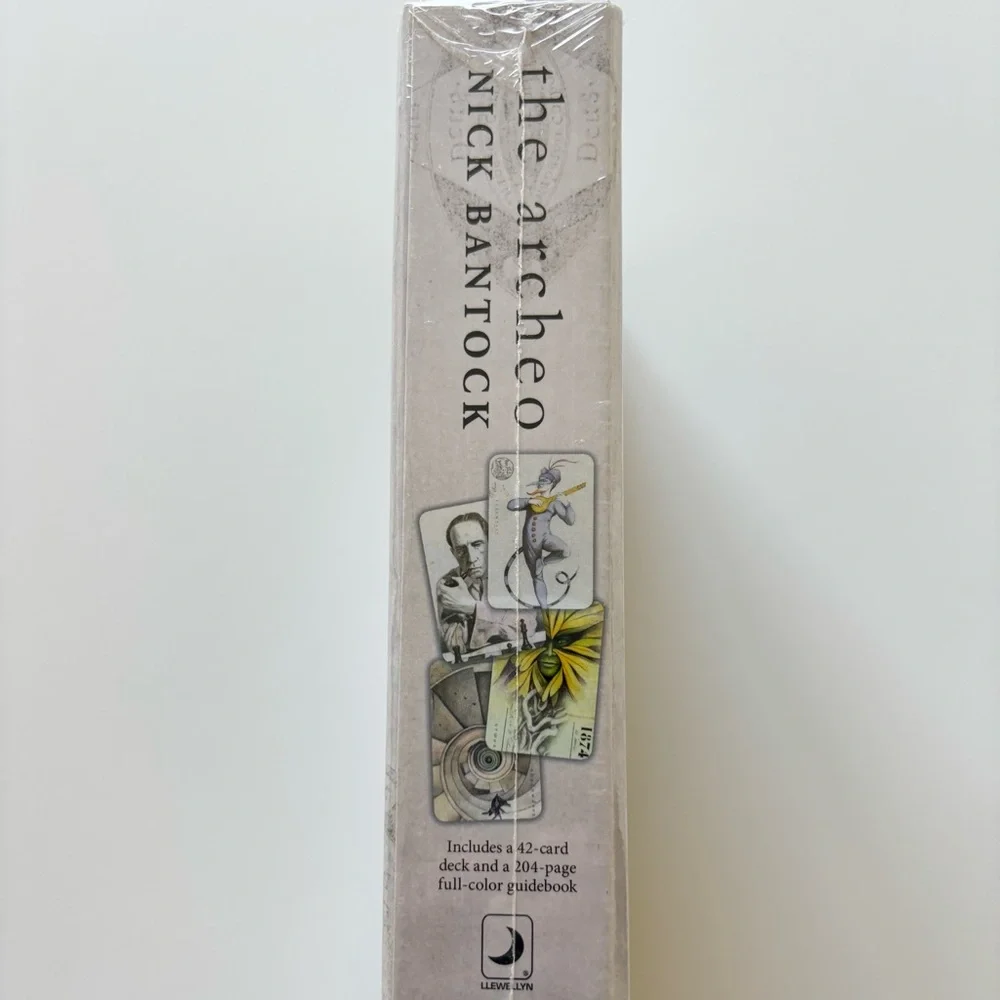 the archeo
NICK BANTOCK
1874
Includes a 42-card
deck and a 204-page
full-color guidebook
®
LLEWELLYN